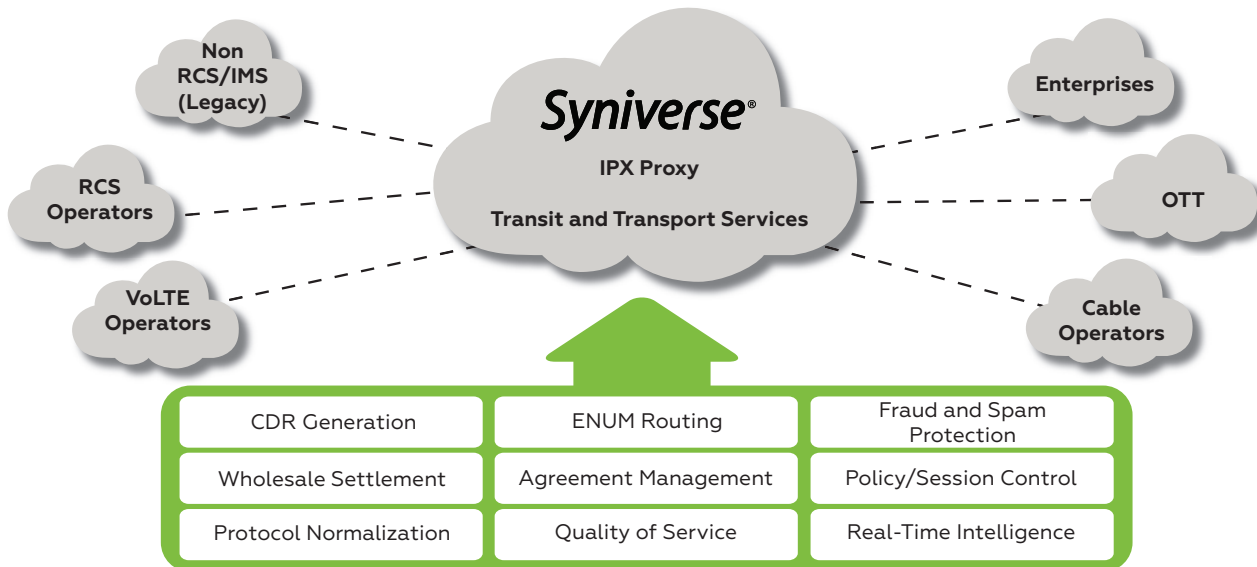 Non
RCS/IMS
(Legacy)
RCS
Operators
VoLTE
Operators
Syniverse®
IPX Proxy
Transit and Transport Services
Enterprises
OTT
Cable
Operators
CDR Generation
ENUM Routing
Fraud and Spam
Protection
Wholesale Settlement
Agreement Management
Policy/Session Control
Protocol Normalization
Quality of Service
Real-Time Intelligence